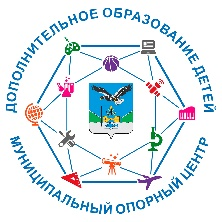 ДОПОЛНИТЕЛЬНОЕ ОБРАЗОВАНИЕ ДЕТЕЙ
МУНИЦИПАЛЬНЫЙ ОПОРНЫЙ ЦЕНТР